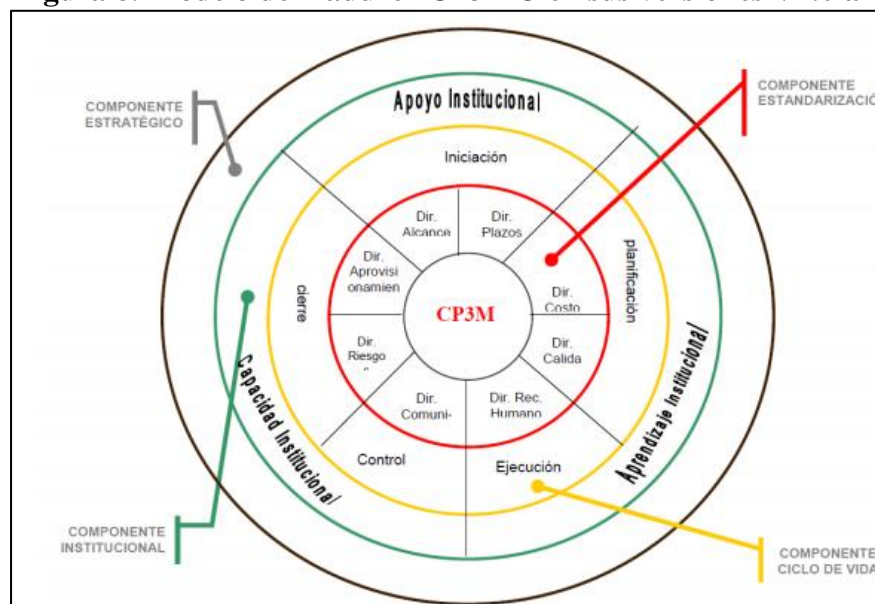 COMPONENTE
ESTRATÉGICO
COMPONENTE
ESTANDARIZACIÓ
Apoyo Institucional
Iniciación
Dir.
Alcance
Dir.
Plazos
Dir.
Aprovisi
onamien
planificación
cierre
CP3M
Dir.
Costo
Dir.
Riesgo
Dir.
Calida
Dir.
Comuni-
Dir. Rec.
Humano
Capacidad Institucional
Aprendizaje Institucional
Control
Ejecución
COMPONENTE
INSTITUCIONAL
COMPONENTE
CICLO DE VIDA